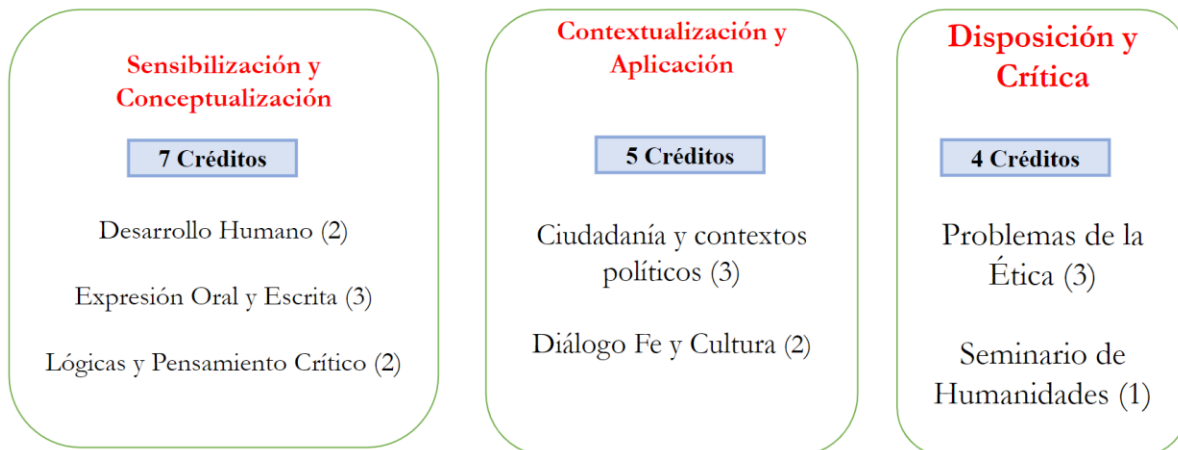 Sensibilización y
Conceptualización
7 Créditos
Desarrollo Humano (2)
Expresión Oral y Escrita (3)
Lógicas y Pensamiento Crítico (2)
Contextualización y
Aplicación
5 Créditos
Ciudadanía y contextos
políticos (3)
Diálogo Fe y Cultura (2)
Disposición y
Crítica
4 Créditos
Problemas de la
Ética (3)
Seminario de
Humanidades (1)